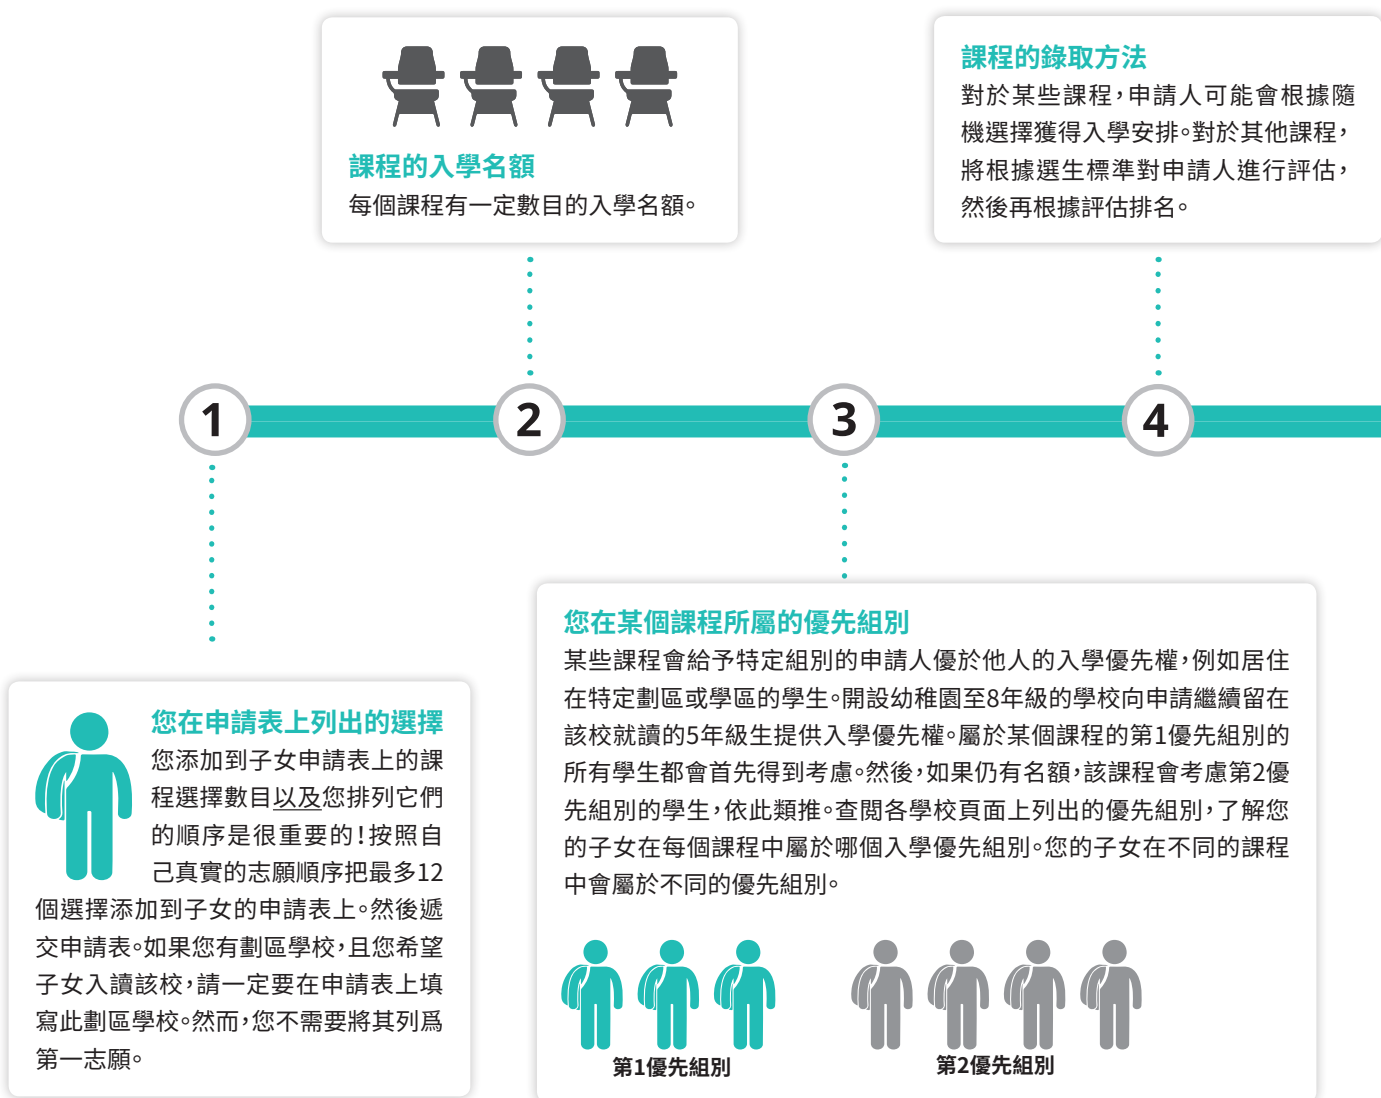 課程的入學名額
每個課程有一定數目的入學名額。
課程的錄取方法
對於某些課程，申請人可能會根據隨
機選擇獲得入學安排。對於其他課程，
將根據選生標準對申請人進行評估，
然後再根據評估排名。
1
2
3
4
您在申請表上列出的選擇
您添加到子女申請表上的課
程選擇數目以及您排列它們
的順序是很重要的！按照自
己真實的志願順序把最多12
個選擇添加到子女的申請表上。然後遞
交申請表。如果您有劃區學校，且您希望
子女入讀該校，請一定要在申請表上填
寫此劃區學校。然而，您不需要將其列爲
第一志願。
您在某個課程所屬的優先組別
某些課程會給予特定組別的申請人優於他人的入學優先權，例如居住
在特定劃區或學區的學生。開設幼稚園至8年級的學校向申請繼續留在
該校就讀的5年級生提供入學優先權。屬於某個課程的第1優先組別的
所有學生都會首先得到考慮。然後，如果仍有名額，該課程會考慮第2優
先組別的學生，依此類推。查閱各學校頁面上列出的優先組別，了解您
的子女在每個課程中屬於哪個入學優先組別。您的子女在不同的課程
中會屬於不同的優先組別。
第1優先組別
第2優先組別